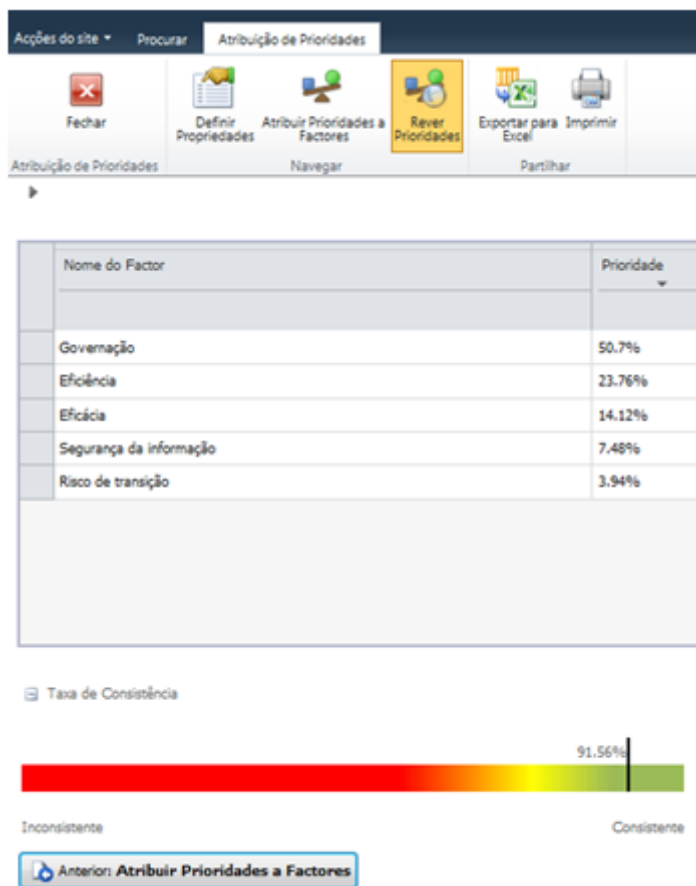 Acções do site
Procurar
Atribuição de Prioridades
Fechar
Definir
Propriedades
Atribuir Prioridades a
Factores
Rever
Prioridades
Exportar para
Excel
Imprimir
Atribuição de Prioridades
Navegar
Partilhar
Nome do Factor
Prioridade
Governação
50.7%
Eficiência
23.76%
Eficácia
14.12%
Segurança da informação
7.48%
Risco de transição
3.94%
Taxa de Consistência
91.56%
Inconsistente
Consistente
Anterior: Atribuir Prioridades a Factores